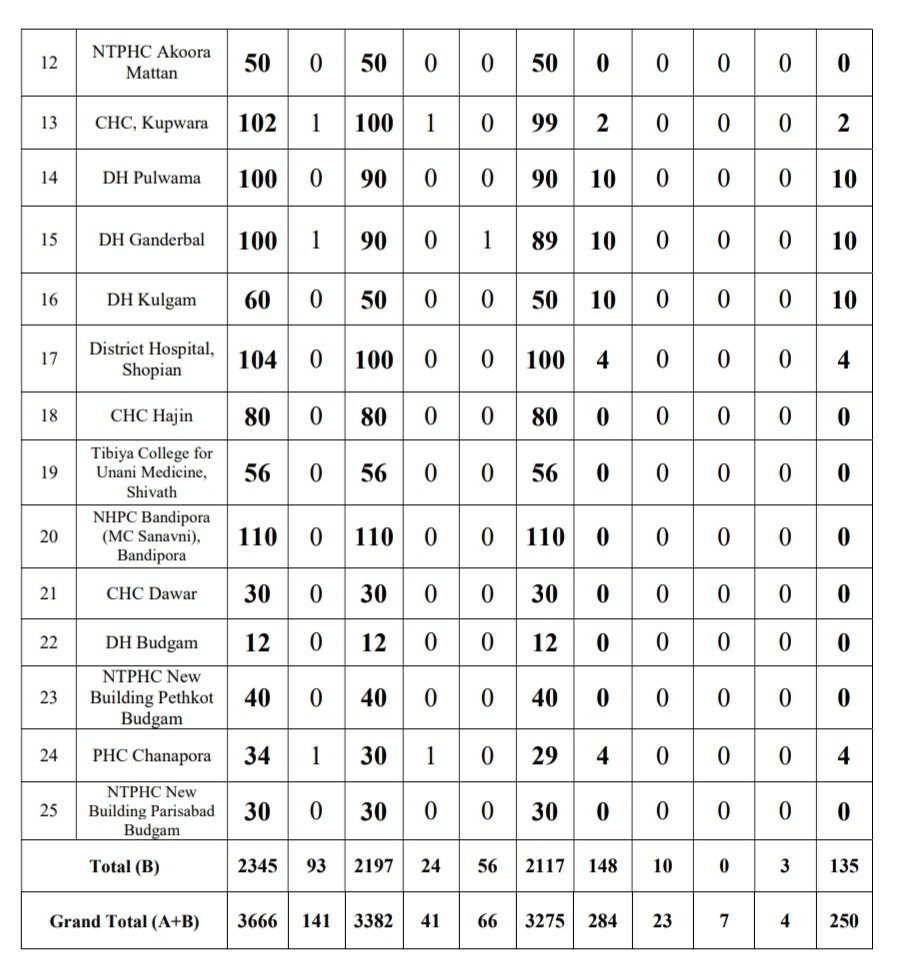 12 NTPHC Akoora Mattan 50 0 50 0 0 50 0 0 0 0 0
13 CHC, Kupwara 102 1 100 1 0 99 2 0 0 0 2
14 DH Pulwama 100 0 90 0 0 90 10 0 0 0 10
15 DH Ganderbal 100 1 90 0 1 89 10 0 0 0 10
16 DH Kulgam 60 0 50 0 0 50 10 0 0 0 10
17 District Hospital, Shopian 104 0 100 0 0 100 4 0 0 0 4
18 CHC Hajin 80 0 80 0 0 80 0 0 0 0 0
19 Tibiya College for Unani Medicine, Shivath 56 0 56 0 0 56 0 0 0 0 0
20 NHPC Bandipora (MC Sanavni), Bandipora 110 0 110 0 0 110 0 0 0 0 0
21 CHC Dawar 30 0 30 0 0 30 0 0 0 0 0
22 DH Budgam 12 0 12 0 0 12 0 0 0 0 0
23 NTPHC New Building Pethkot Budgam 40 0 40 0 0 40 0 0 0 0 0
24 PHC Chanapora 34 1 30 1 0 29 4 0 0 0 4
25 NTPHC New Building Parisabad Budgam 30 0 30 0 0 30 0 0 0 0 0
Total (B) 2345 93 2197 24 56 2117 148 10 0 3 135
Grand Total (A+B) 3666 141 3382 41 66 3275 284 23 7 4 250